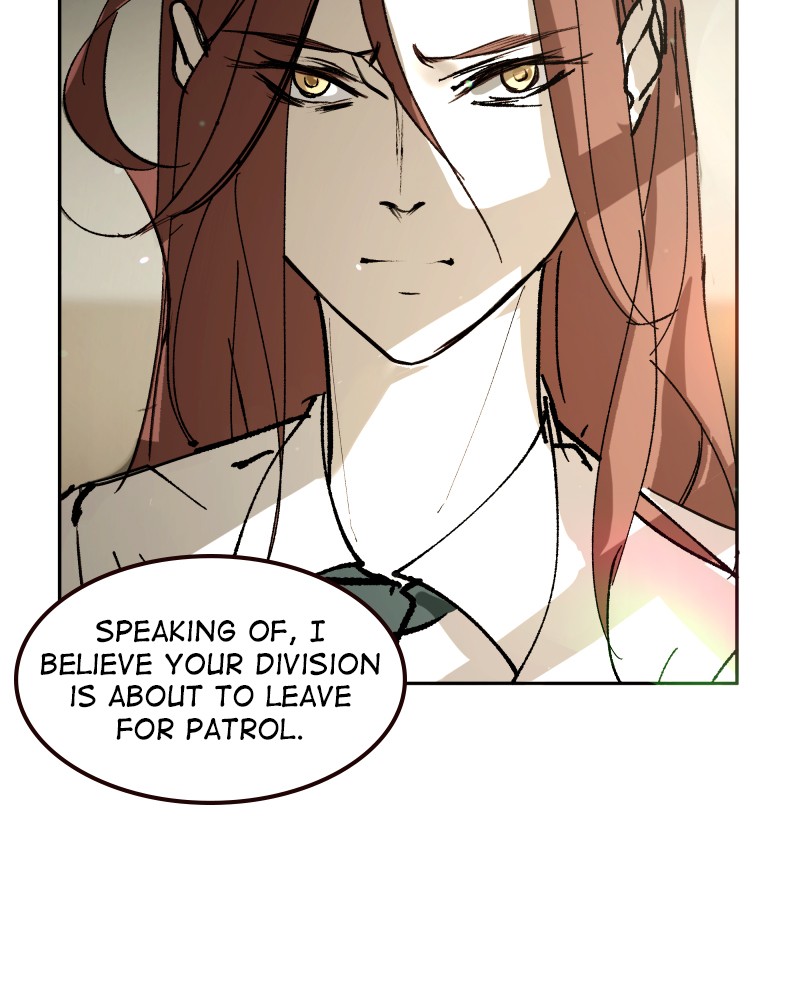 SPEAKING OF, I
BELIEVE YOUR DIVISION
IS ABOUT TO LEAVE
FOR PATROL.